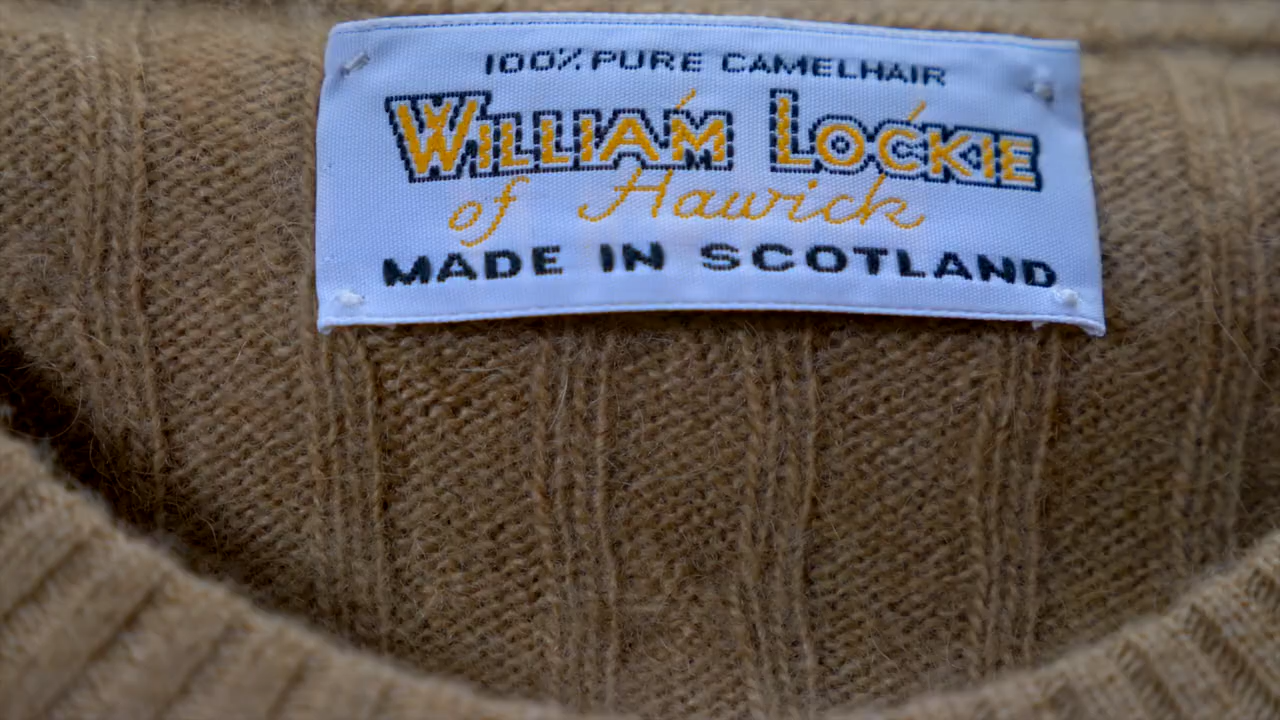 100% PURE CAMELHAIR
WILLIAM LOCKIE
of Hawick
MADE IN SCOTLAND